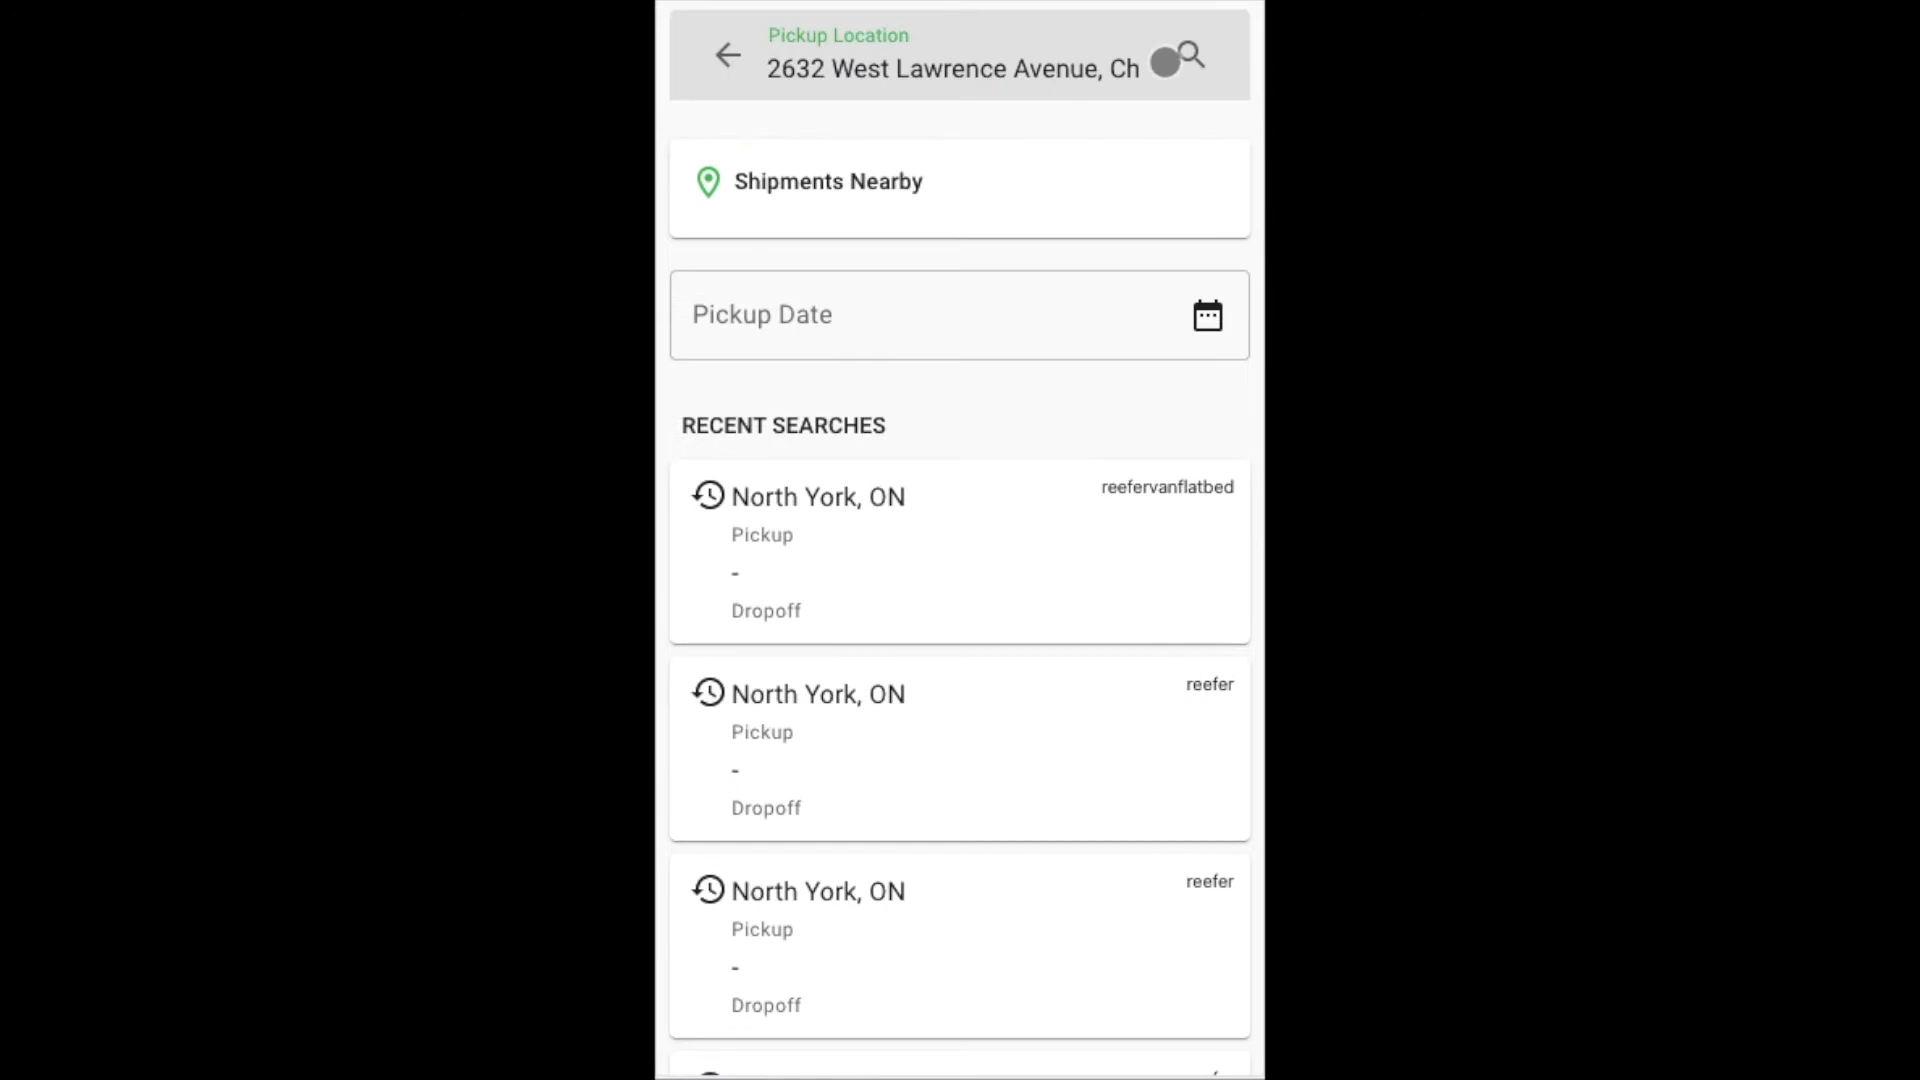 Pickup Location
2632 West Lawrence Avenue, Ch
Shipments Nearby
Pickup Date
RECENT SEARCHES
North York, ON
reefervanflatbed
Pickup
-
Dropoff
North York, ON
reefer
Pickup
-
Dropoff
North York, ON
reefer
Pickup
-
Dropoff